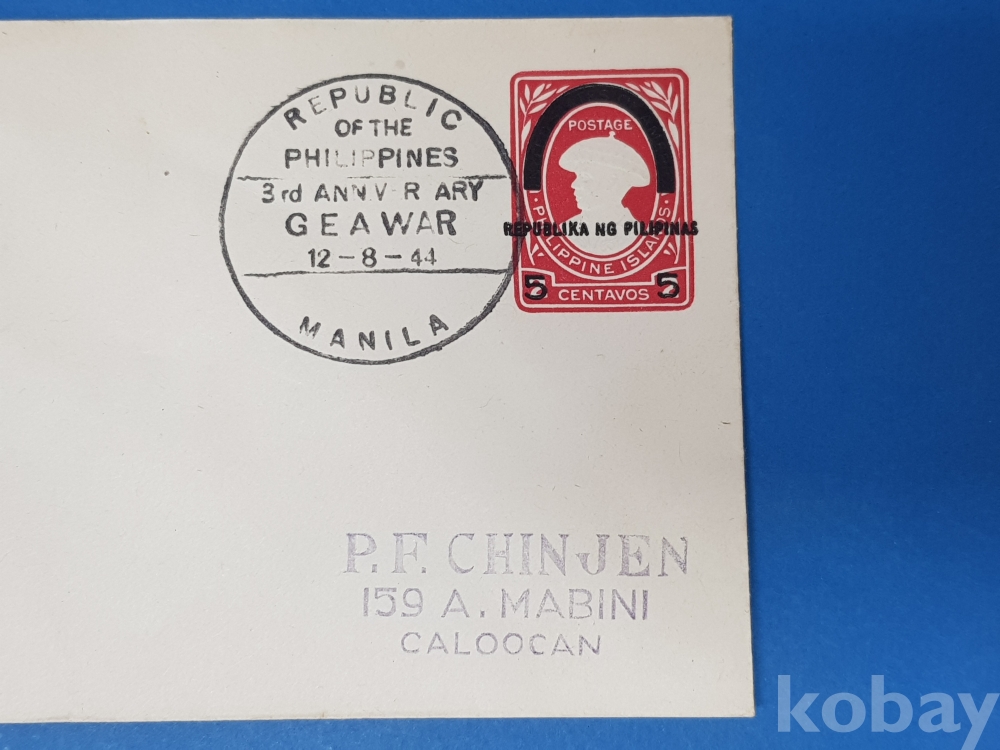 REPUBLIC
OF THE
PHILIPPINES
3rd ANNIV R ARY
GEA WAR
12-8-44
MANILA
POSTAGE
PHILIPPINE ISLANDS
REPUBLIKA NG PILIPINAS
5 CENTAVOS 5
P.F. CHINJEN
159 A. MABINI
CALOOCAN
kobay